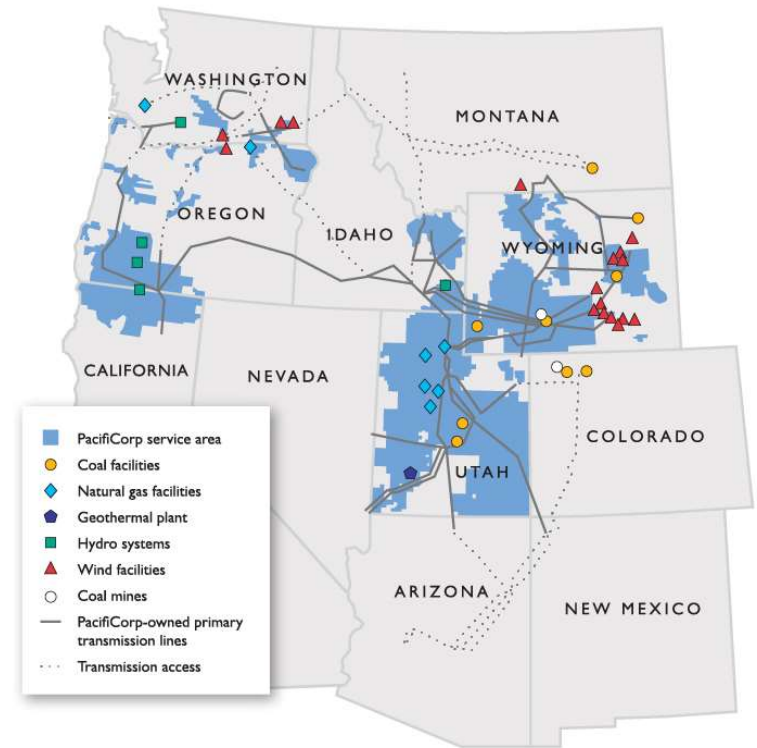 WASHINGTON
MONTANA
OREGON
IDAHO
WYOMING
CALIFORNIA
NEVADA
UTAH
COLORADO
ARIZONA
NEW MEXICO
PacifiCorp service area
Coal facilities
Natural gas facilities
Geothermal plant
Hydro systems
Wind facilities
Coal mines
PacifiCorp-owned primary
transmission lines
Transmission access